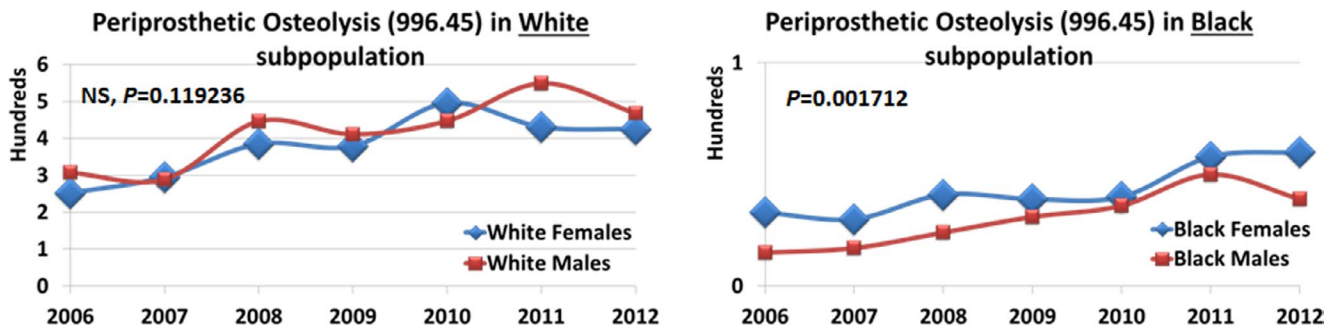 Periprosthetic Osteolysis (996.45) in White
subpopulation
Hundreds
6
5
4
3
2
1
0
NS, P=0.119236
White Females
White Males
2006 2007 2008 2009 2010 2011 2012
Periprosthetic Osteolysis (996.45) in Black
subpopulation
Hundreds
1
0
P=0.001712
Black Females
Black Males
2006 2007 2008 2009 2010 2011 2012